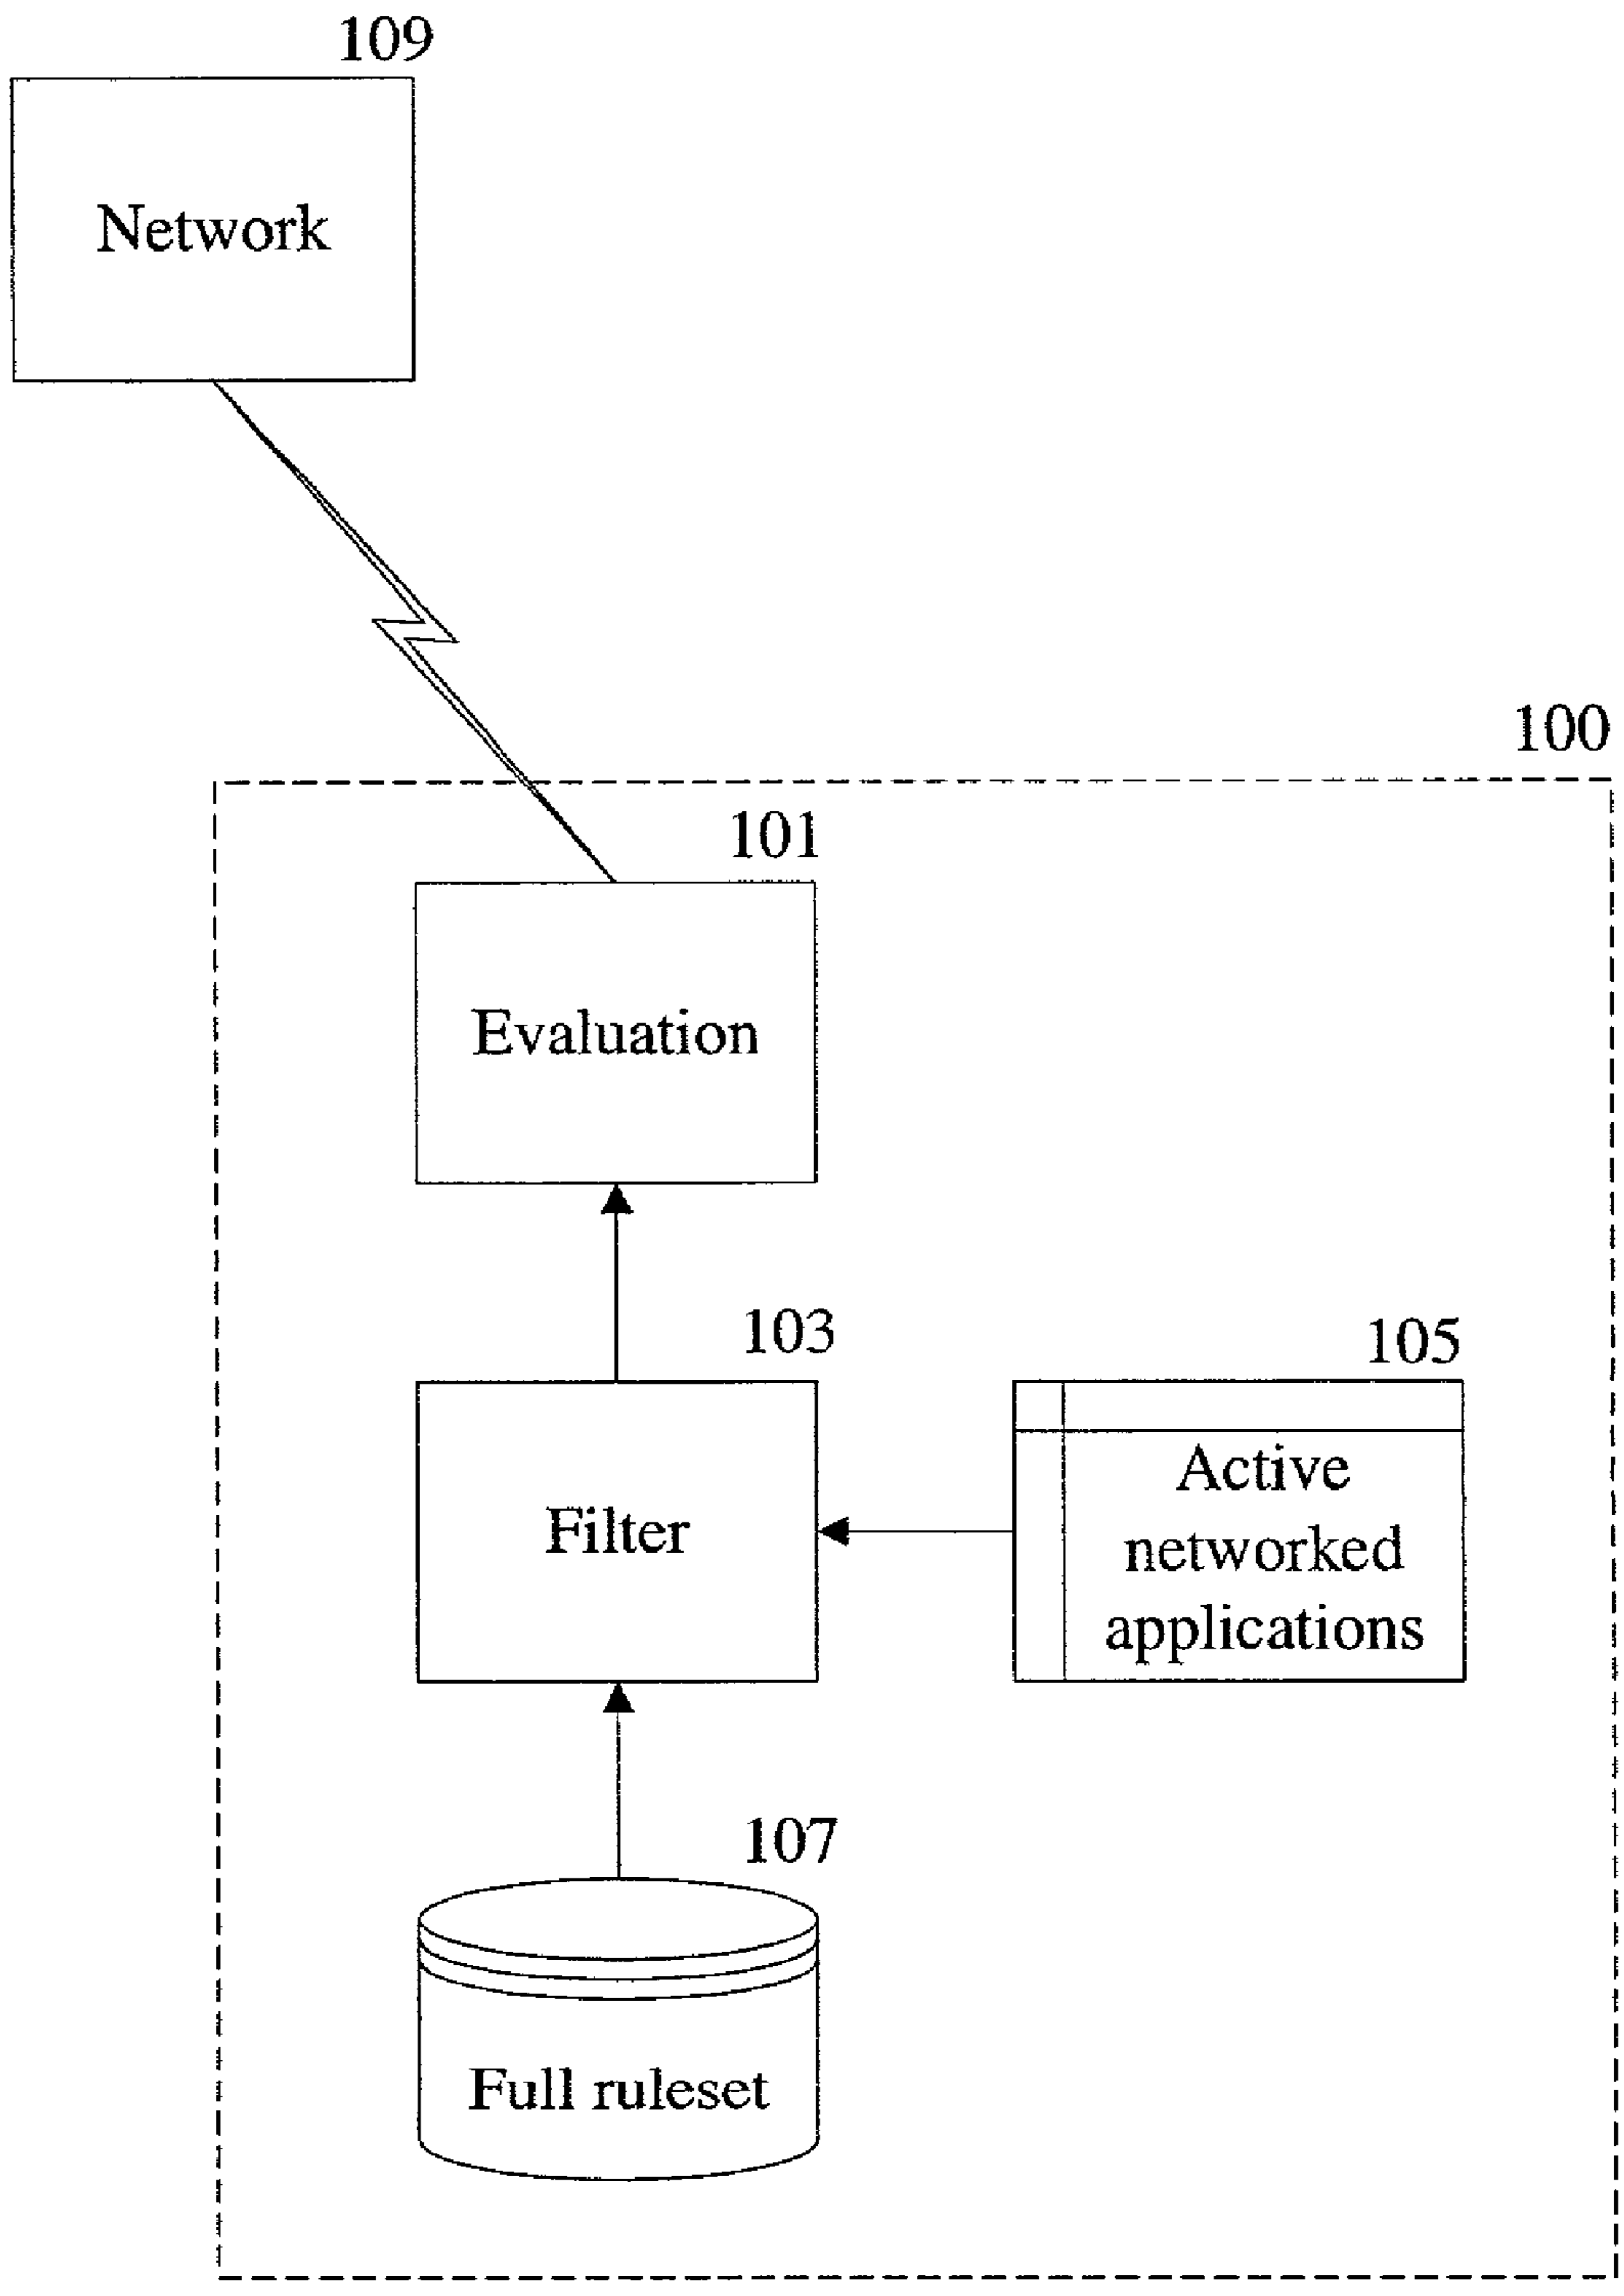 109
Network
100
101
Evaluation
103
Filter
105
Active
networked
applications
107
Full ruleset